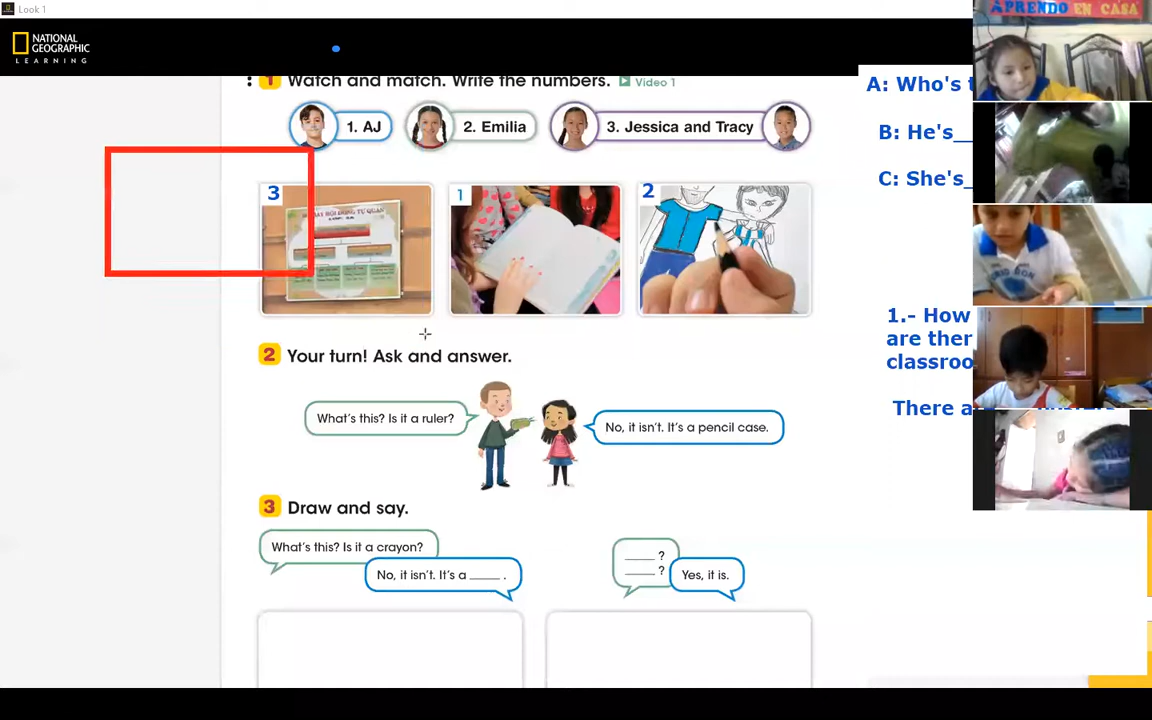 Look 1
NATIONAL
GEOGRAPHIC
LEARNING
APRENDO EN CASA
: 1 Watch and match. Write the numbers. Video 1
1. AJ
2. Emilia
3. Jessica and Tracy
A: Who's
B: He's__
C: She's_
3
1
2
2 Your turn! Ask and answer.
What's this? Is it a ruler?
No, it isn't. It's a pencil case.
1.- How
are ther
classroo
There a
3 Draw and say.
What's this? Is it a crayon?
No, it isn't. It's a ____ .
____ ?
____ ?
Yes, it is.